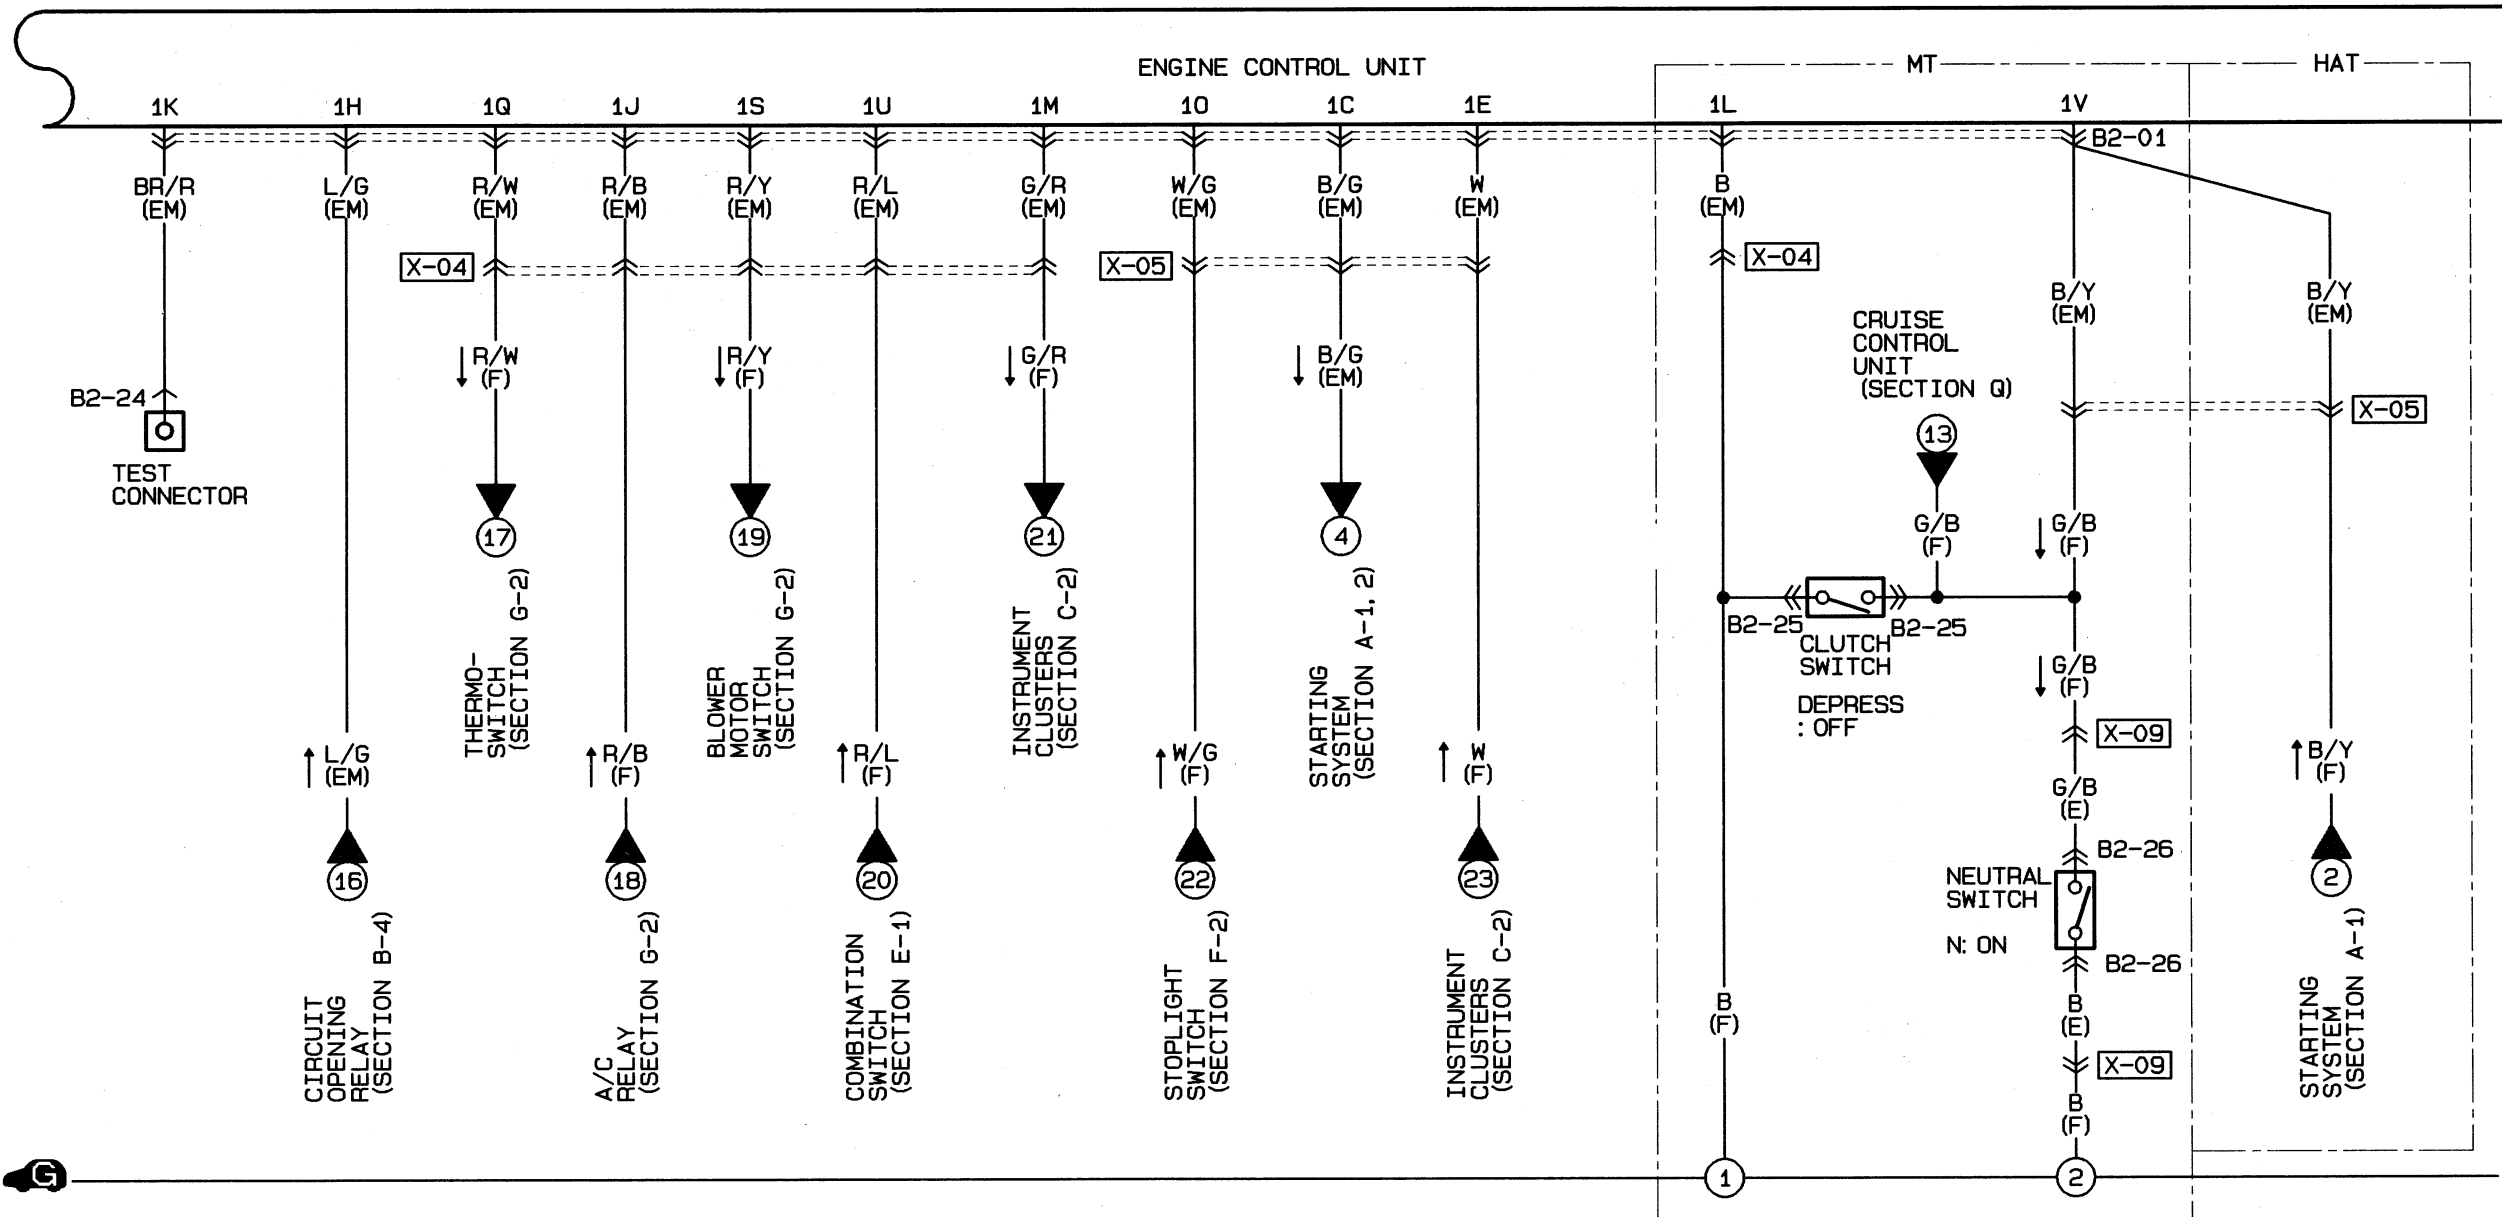 ENGINE CONTROL UNIT
MT
HAT
1K
1H
1Q
1J
1S
1U
1M
1O
1C
1E
1L
1V
B2-01
BR/R
(EM)
L/G
(EM)
R/W
(EM)
R/B
(EM)
R/Y
(EM)
R/L
(EM)
G/R
(EM)
W/G
(EM)
B/G
(EM)
W
(EM)
B
(EM)
X-04
X-05
X-04
B/Y
(EM)
B/Y
(EM)
CRUISE
CONTROL
UNIT
(SECTION Q)
13
R/W
(F)
R/Y
(F)
G/R
(F)
B/G
(EM)
B2-24
TEST
CONNECTOR
X-05
17
19
21
4
G/B
(F)
G/B
(F)
THERMO-
SWITCH
(SECTION G-2)
BLOWER
MOTOR
SWITCH
(SECTION G-2)
INSTRUMENT
CLUSTERS
(SECTION C-2)
STARTING
SYSTEM
(SECTION A-1, 2)
B2-25
B2-25
CLUTCH
SWITCH
DEPRESS
: OFF
G/B
(F)
X-09
L/G
(EM)
R/B
(F)
R/L
(F)
W/G
(F)
W
(F)
G/B
(E)
B/Y
(F)
16
18
20
22
23
2
B2-26
NEUTRAL
SWITCH
N: ON
B2-26
CIRCUIT
OPENING
RELAY
(SECTION B-4)
A/C
RELAY
(SECTION G-2)
COMBINATION
SWITCH
(SECTION E-1)
STOPLIGHT
SWITCH
(SECTION F-2)
INSTRUMENT
CLUSTERS
(SECTION C-2)
STARTING
SYSTEM
(SECTION A-1)
B
(F)
B
(E)
X-09
B
(F)
G
1
2